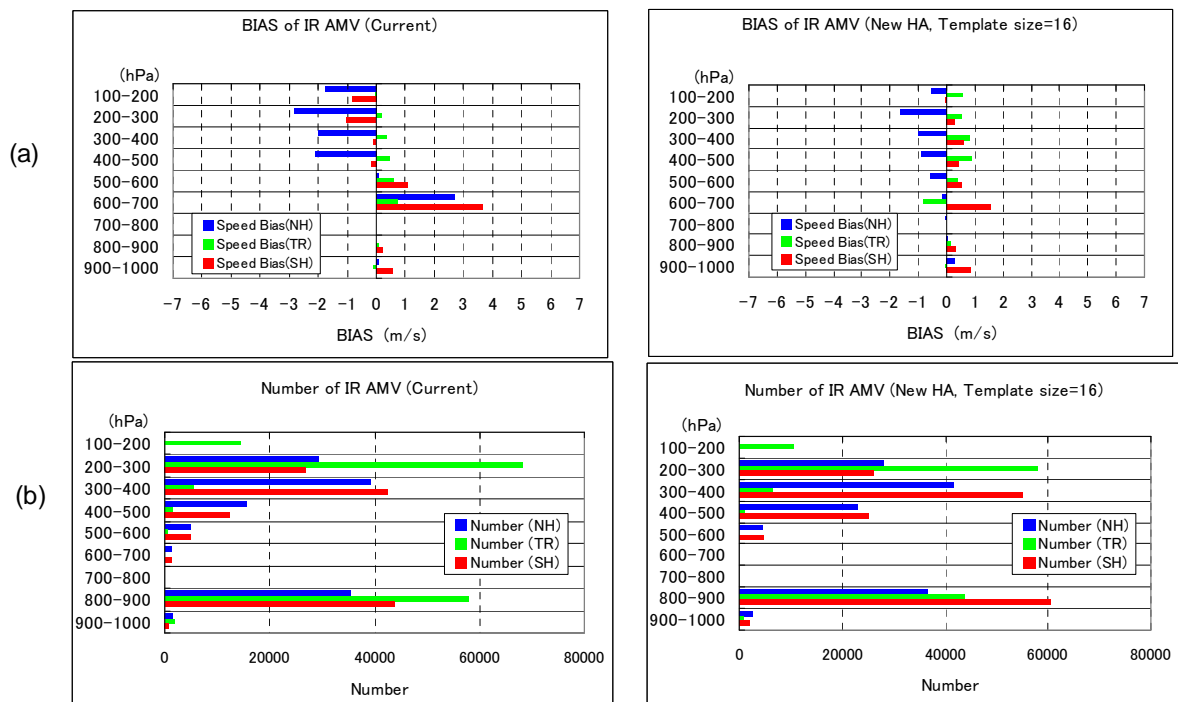 (a)
BIAS of IR AMV (Current)
(hPa)
100-200
200-300
300-400
400-500
500-600
600-700
700-800
800-900
900-1000
Speed Bias(NH)
Speed Bias(TR)
Speed Bias(SH)
-7 -6 -5 -4 -3 -2 -1 0 1 2 3 4 5 6 7
BIAS (m/s)
BIAS of IR AMV (New HA, Template size=16)
(hPa)
100-200
200-300
300-400
400-500
500-600
600-700
700-800
800-900
900-1000
Speed Bias(NH)
Speed Bias(TR)
Speed Bias(SH)
-7 -6 -5 -4 -3 -2 -1 0 1 2 3 4 5 6 7
BIAS (m/s)
(b)
Number of IR AMV (Current)
(hPa)
100-200
200-300
300-400
400-500
500-600
600-700
700-800
800-900
900-1000
Number (NH)
Number (TR)
Number (SH)
0 20000 40000 60000 80000
Number
Number of IR AMV (New HA, Template size=16)
(hPa)
100-200
200-300
300-400
400-500
500-600
600-700
700-800
800-900
900-1000
Number (NH)
Number (TR)
Number (SH)
0 20000 40000 60000 80000
Number